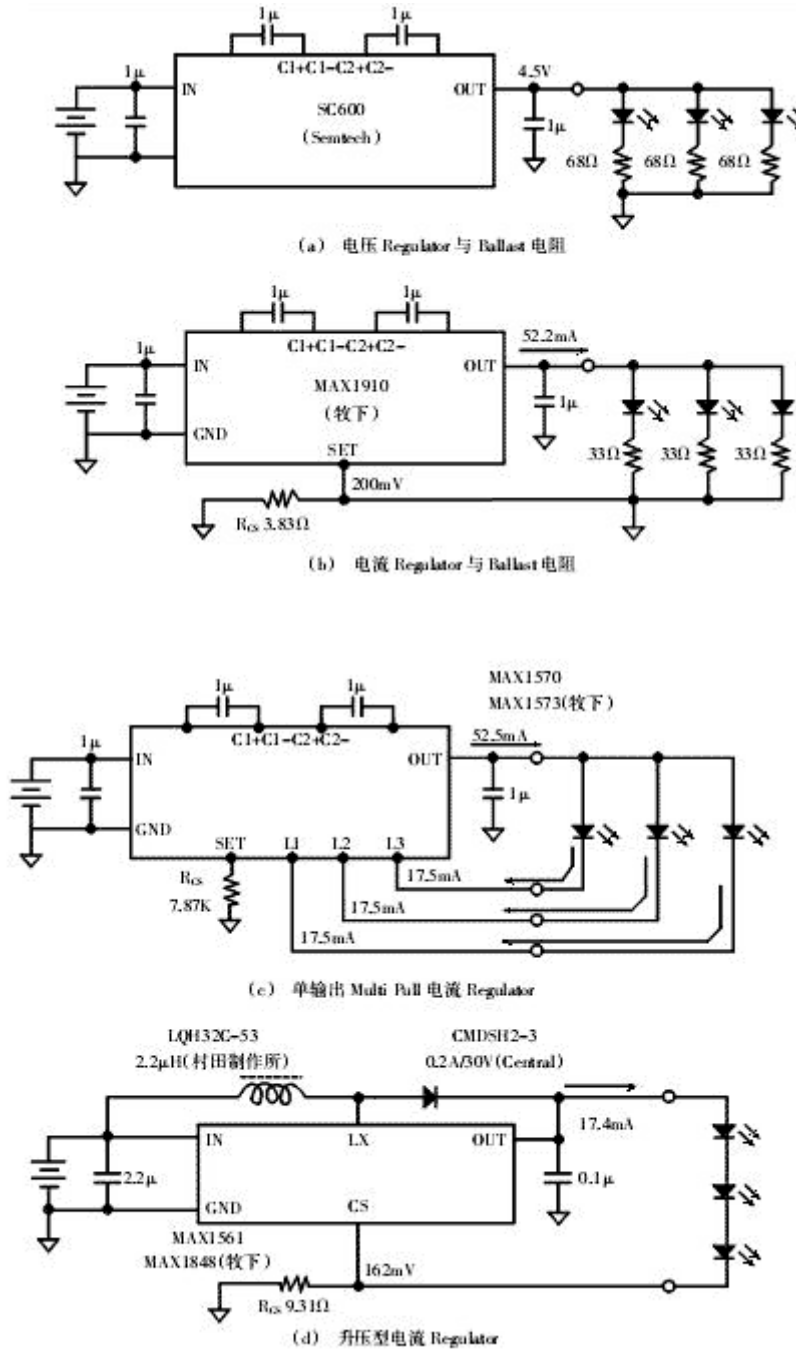 1μ 1μ
C1+C1-C2+C2-
1μ
IN
SC600
(Semtech)
OUT
4.5V
1μ
68Ω 68Ω 68Ω
(a) 电压 Regulator 与 Ballast 电阻
1μ 1μ
C1+C1-C2+C2-
1μ
IN
MAX1910
(牧下)
OUT
52.2mA
1μ
GND
SET
33Ω 33Ω 33Ω
200mV
RCS 3.83Ω
(b) 电流 Regulator 与 Ballast 电阻
MAX1570
MAX1573(牧下)
1μ 1μ
C1+C1-C2+C2-
1μ
IN
OUT
52.5mA
1μ
GND
SET L1 L2 L3
RCS
7.87K
17.5mA
17.5mA
17.5mA
(c) 单输出 Multi Pull 电流 Regulator
LQH32C-53
2.2μH(村田制作所)
CMDSH2-3
0.2A/30V(Central)
IN
LX
OUT
17.4mA
2.2μ
0.1μ
GND
CS
MAX1561
MAX1848(牧下)
162mV
RCS 9.31Ω
(d) 升压型电流 Regulator